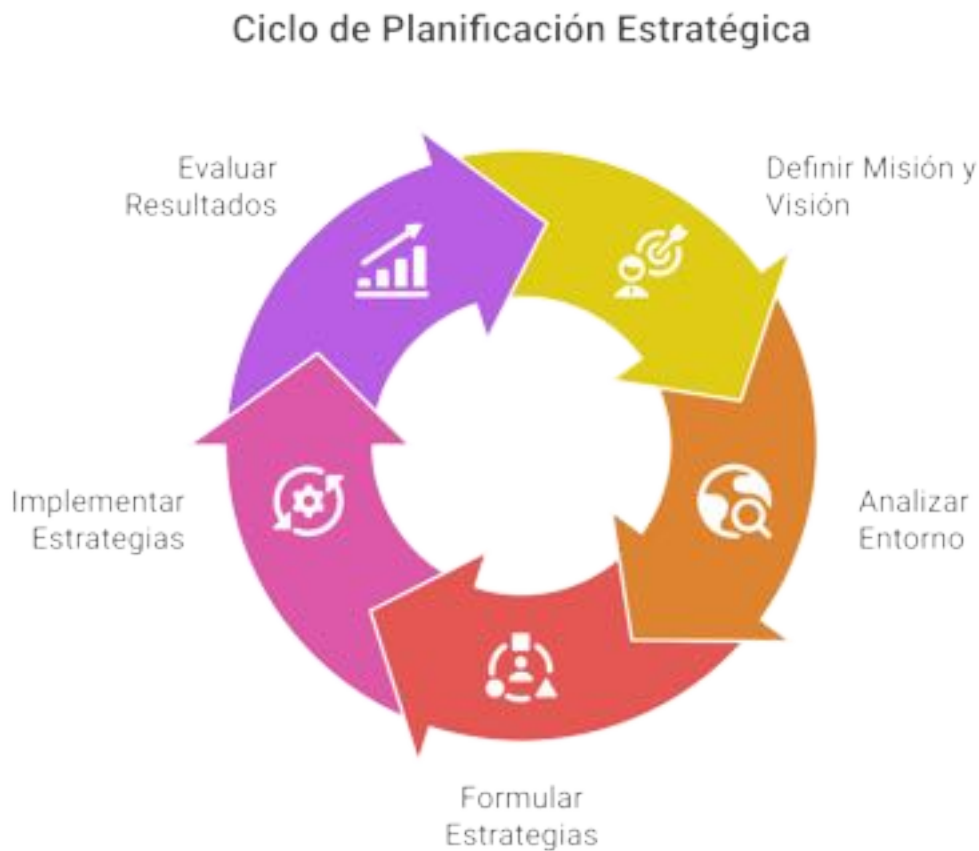 Ciclo de Planificación Estratégica
Definir Misión y
Visión
Analizar
Entorno
Formular
Estrategias
Implementar
Estrategias
Evaluar
Resultados